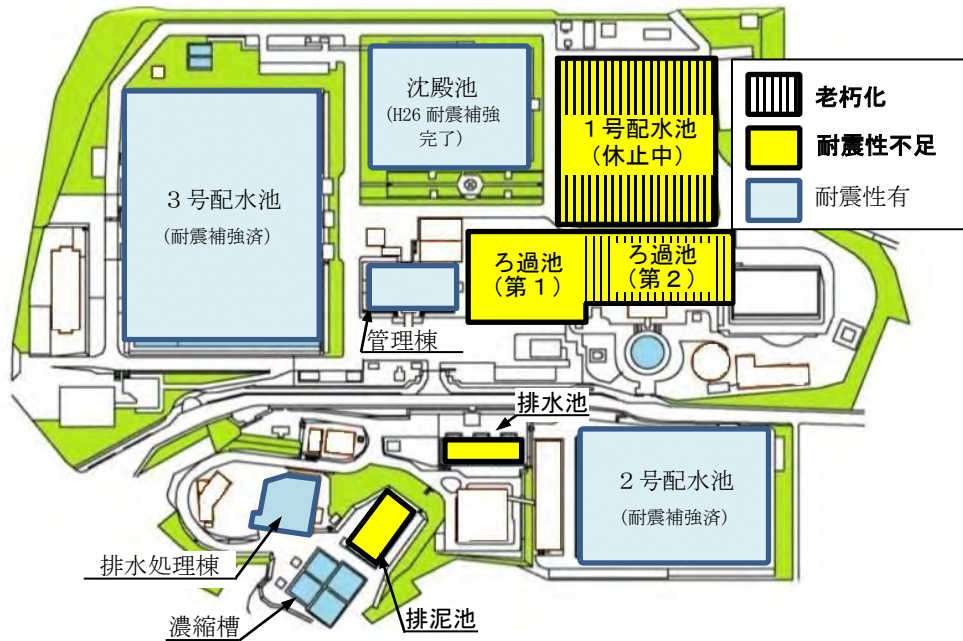 沈殿池
(H26 耐震補強
完了)
1号配水池
(休止中)
老朽化
耐震性不足
耐震性有
3号配水池
(耐震補強済)
ろ過池
(第1)
ろ過池
(第2)
管理棟
排水池
2号配水池
(耐震補強済)
排水処理棟
濃縮槽
排泥池